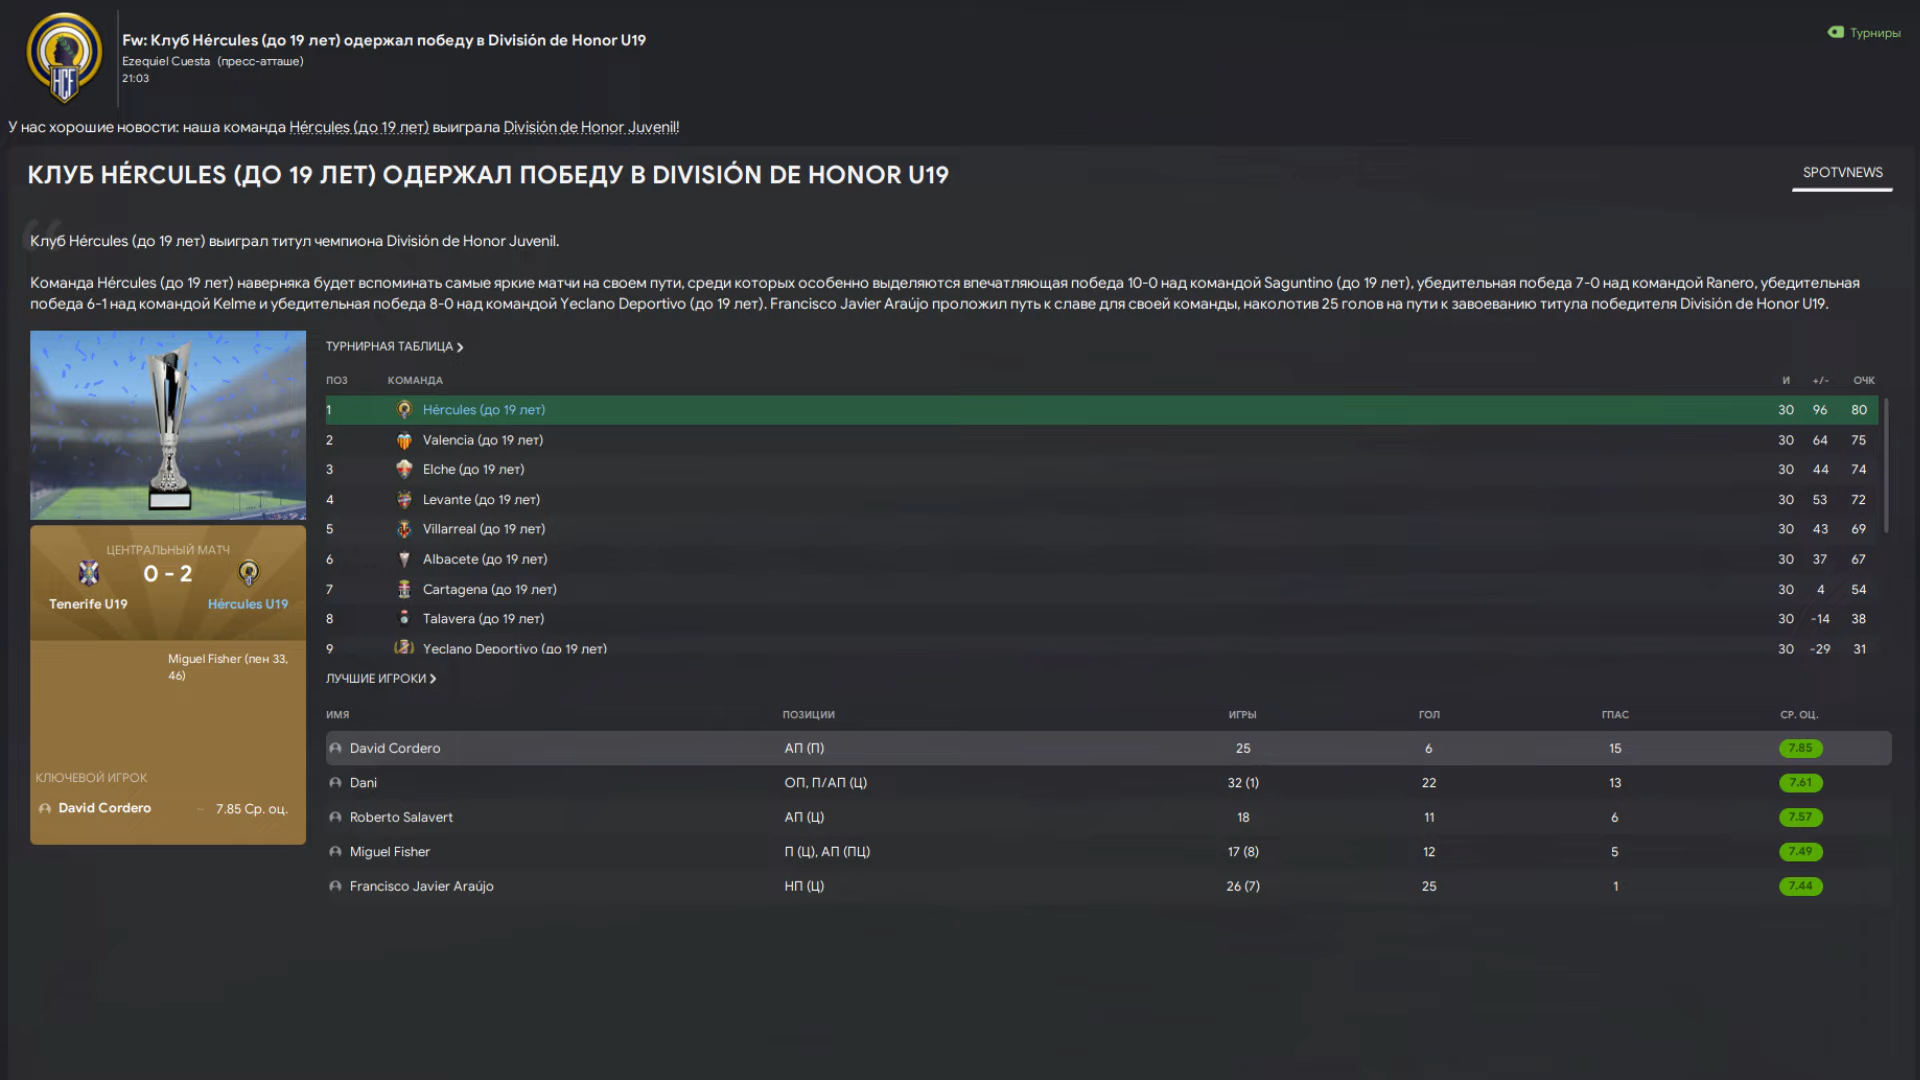 Fw: Клуб Hércules (до 19 лет) одержал победу в División de Honor U19
Ezequiel Cuesta (пресс-атташе)
21:03
Турниры
У нас хорошие новости: наша команда Hércules (до 19 лет) выиграла División de Honor Juvenil!
КЛУБ HÉRCULES (ДО 19 ЛЕТ) ОДЕРЖАЛ ПОБЕДУ В DIVISIÓN DE HONOR U19
SPOTVNEWS
Клуб Hércules (до 19 лет) выиграл титул чемпиона División de Honor Juvenil.
Команда Hércules (до 19 лет) наверняка будет вспоминать самые яркие матчи на своем пути, среди которых особенно выделяются впечатляющая победа 10-0 над командой Saguntino (до 19 лет), убедительная победа 7-0 над командой Ranero, убедительная
победа 6-1 над командой Kelme и убедительная победа 8-0 над командой Yeclano Deportivo (до 19 лет). Francisco Javier Araújo проложил путь к славе для своей команды, наколотив 25 голов на пути к завоеванию титула победителя División de Honor U19.
ТУРНИРНАЯ ТАБЛИЦА
ПОЗ КОМАНДА И +/- ОЧК
1 Hércules (до 19 лет) 30 96 80
2 Valencia (до 19 лет) 30 64 75
3 Elche (до 19 лет) 30 44 74
4 Levante (до 19 лет) 30 53 72
5 Villarreal (до 19 лет) 30 43 69
6 Albacete (до 19 лет) 30 37 67
7 Cartagena (до 19 лет) 30 4 54
8 Talavera (до 19 лет) 30 -14 38
9 Yeclano Deportivo (до 19 лет) 30 -29 31
ЦЕНТРАЛЬНЫЙ МАТЧ
0 - 2
Tenerife U19 Hércules U19
Miguel Fisher (пен 33,
46)
КЛЮЧЕВОЙ ИГРОК
David Cordero - 7.85 Ср. оц.
ЛУЧШИЕ ИГРОКИ
ИМЯ ПОЗИЦИИ ИГРЫ ГОЛ ГПАС СР. ОЦ.
David Cordero АП (П) 25 6 15 7.85
Dani ОП, П/АП (Ц) 32 (1) 22 13 7.61
Roberto Salavert АП (Ц) 18 11 6 7.57
Miguel Fisher П (Ц), АП (ПЦ) 17 (8) 12 5 7.49
Francisco Javier Araújo НП (Ц) 26 (7) 25 1 7.44